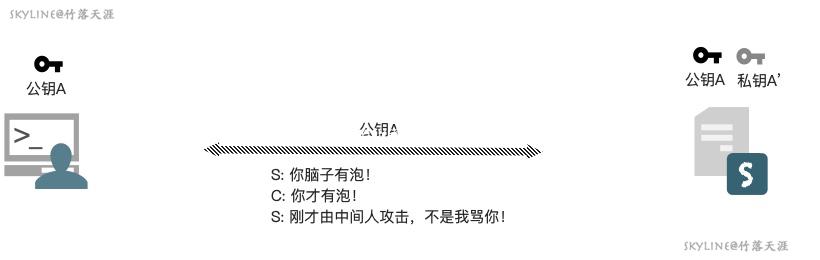 SKYLINE@竹落天涯
公钥A
公钥A 私钥A’
>_
公钥A
S: 你脑子有泡！
C: 你才有泡！
S: 刚才由中间人攻击，不是我骂你！
S
SKYLINE@竹落天涯